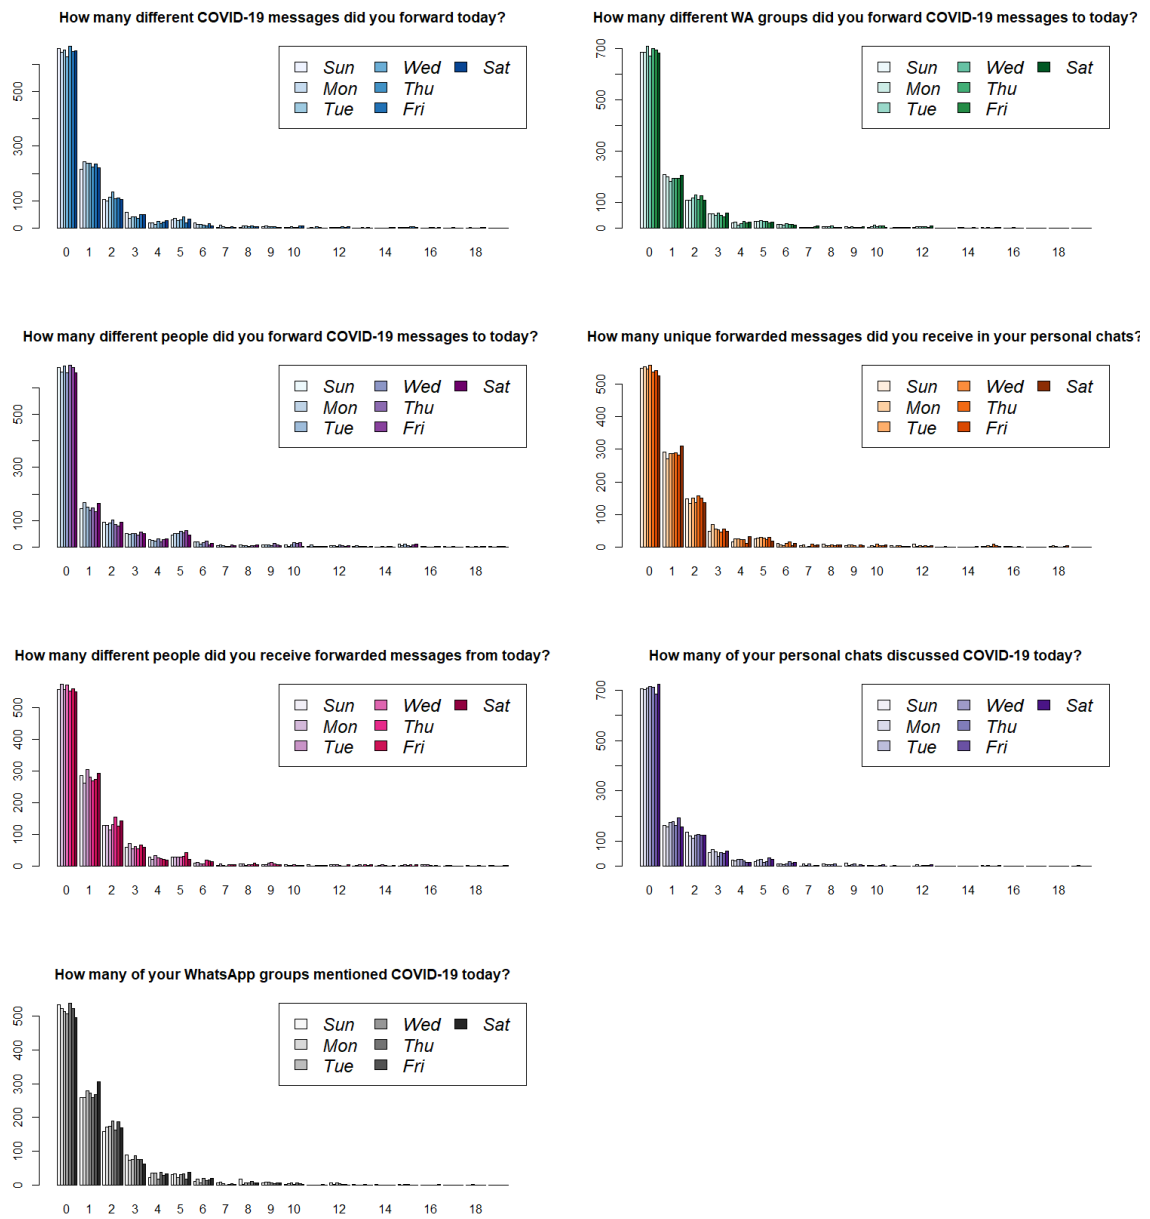 How many different COVID-19 messages did you forward today?
Sun Wed Sat
Mon Thu
Tue Fri
500
300
100
0
0 1 2 3 4 5 6 7 8 9 10 12 14 16 18
How many different WA groups did you forward COVID-19 messages to today?
Sun Wed Sat
Mon Thu
Tue Fri
700
500
300
100
0
0 1 2 3 4 5 6 7 8 9 10 12 14 16 18
How many different people did you forward COVID-19 messages to today?
Sun Wed Sat
Mon Thu
Tue Fri
500
300
100
0
0 1 2 3 4 5 6 7 8 9 10 12 14 16 18
How many unique forwarded messages did you receive in your personal chats?
Sun Wed Sat
Mon Thu
Tue Fri
500
400
300
200
100
0
0 1 2 3 4 5 6 7 8 9 10 12 14 16 18
How many different people did you receive forwarded messages from today?
Sun Wed Sat
Mon Thu
Tue Fri
500
400
300
200
100
0
0 1 2 3 4 5 6 7 8 9 10 12 14 16 18
How many of your personal chats discussed COVID-19 today?
Sun Wed Sat
Mon Thu
Tue Fri
700
500
300
100
0
0 1 2 3 4 5 6 7 8 9 10 12 14 16 18
How many of your WhatsApp groups mentioned COVID-19 today?
Sun Wed Sat
Mon Thu
Tue Fri
500
400
300
200
100
0
0 1 2 3 4 5 6 7 8 9 10 12 14 16 18